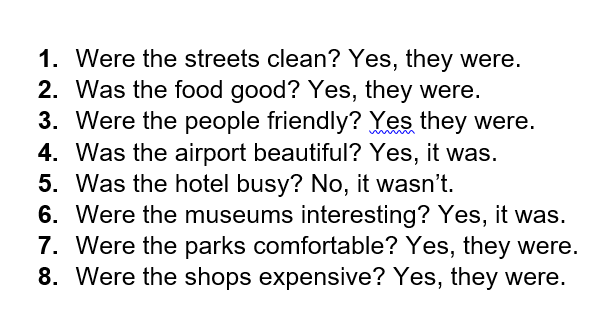 1. Were the streets clean? Yes, they were.
2. Was the food good? Yes, they were.
3. Were the people friendly? Yes they were.
4. Was the airport beautiful? Yes, it was.
5. Was the hotel busy? No, it wasn’t.
6. Were the museums interesting? Yes, it was.
7. Were the parks comfortable? Yes, they were.
8. Were the shops expensive? Yes, they were.